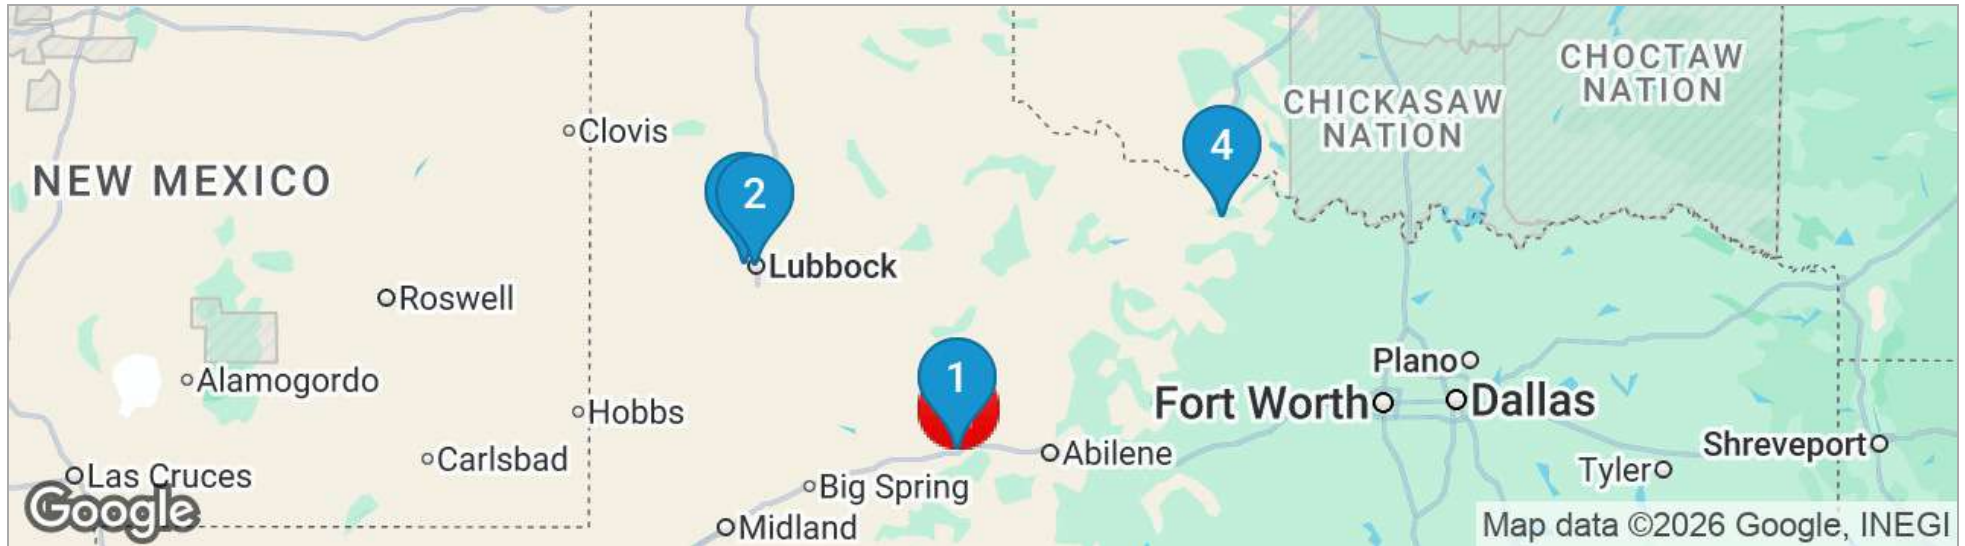 CHOCTAW
NATION
CHICKASAW
NATION
4
Clovis
NEW MEXICO
2
Lubbock
Roswell
Plano
Alamogordo
1
Fort Worth
Dallas
Hobbs
Shreveport
Abilene
Carlsbad
Tyler
Las Cruces
Big Spring
Google
Midland
Map data ©2026 Google, INEGI